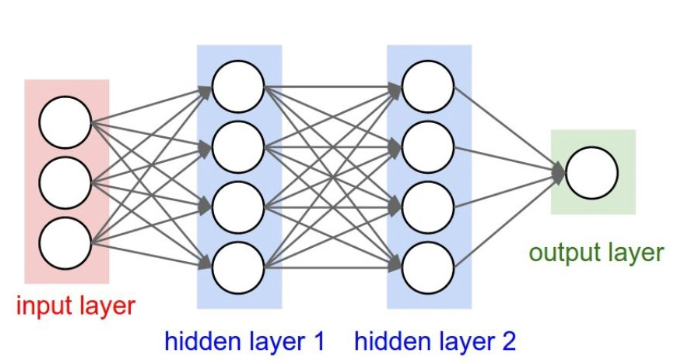 input layer
hidden layer 1
hidden layer 2
output layer